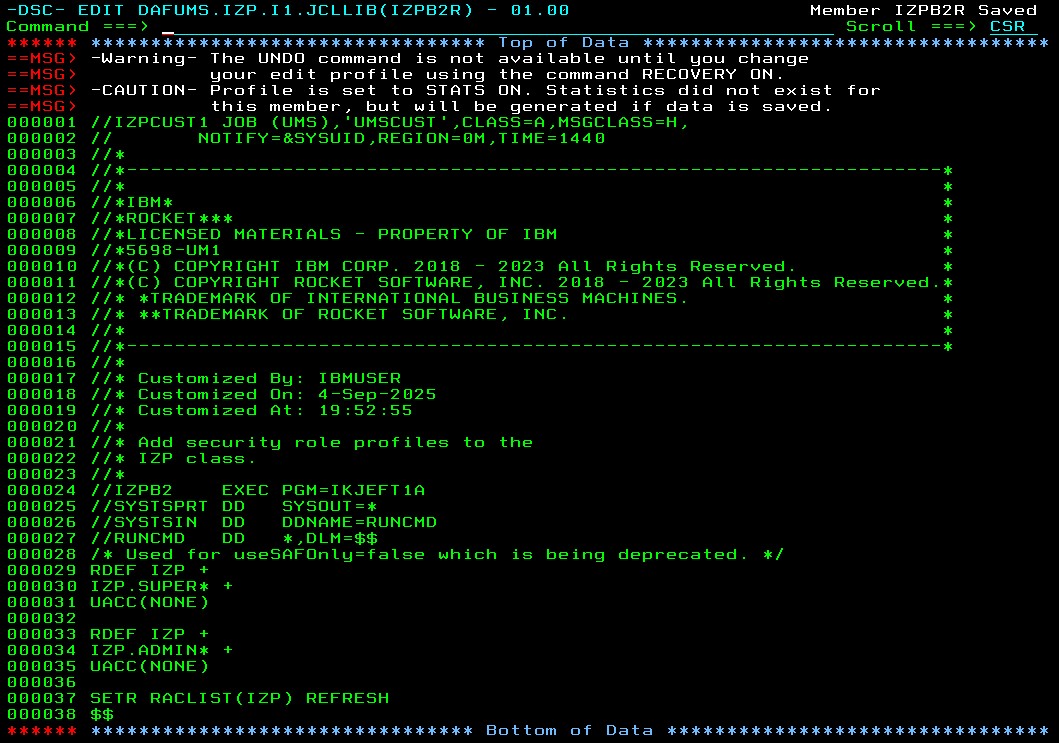 -DSC- EDIT DAFUMS.IZP.I1.JCLLIB(IZPB2R) - 01.00                    Member IZPB2R Saved
Command ===> _                                                        Scroll ===> CSR
****** ********************************* Top of Data **********************************
==MSG> -Warning- The UNDO command is not available until you change
==MSG>           your edit profile using the command RECOVERY ON.
==MSG> -CAUTION- Profile is set to STATS ON. Statistics did not exist for
==MSG>           this member, but will be generated if data is saved.
000001 //IZPCUST1 JOB (UMS),'UMSCUST',CLASS=A,MSGCLASS=H,
000002 //       NOTIFY=&SYSUID,REGION=0M,TIME=1440
000003 //*
000004 //*--------------------------------------------------------------------*
000005 //*                                                                    *
000006 //*IBM*                                                                *
000007 //*ROCKET***                                                           *
000008 //*LICENSED MATERIALS - PROPERTY OF IBM                                *
000009 //*5698-UM1                                                            *
000010 //*(C) COPYRIGHT IBM CORP. 2018 - 2023 All Rights Reserved.            *
000011 //*(C) COPYRIGHT ROCKET SOFTWARE, INC. 2018 - 2023 All Rights Reserved.*
000012 //* *TRADEMARK OF INTERNATIONAL BUSINESS MACHINES.                     *
000013 //* **TRADEMARK OF ROCKET SOFTWARE, INC.                               *
000014 //*                                                                    *
000015 //*--------------------------------------------------------------------*
000016 //*
000017 //* Customized By: IBMUSER
000018 //* Customized On: 4-Sep-2025
000019 //* Customized At: 19:52:55
000020 //*
000021 //* Add security role profiles to the
000022 //* IZP class.
000023 //*
000024 //IZPB2    EXEC PGM=IKJEFT1A
000025 //SYSTSPRT DD   SYSOUT=*
000026 //SYSTSIN  DD   DDNAME=RUNCMD
000027 //RUNCMD   DD   *,DLM=$$
000028 /* Used for useSAFOnly=false which is being deprecated. */
000029 RDEF IZP +
000030 IZP.SUPER* +
000031 UACC(NONE)
000032
000033 RDEF IZP +
000034 IZP.ADMIN* +
000035 UACC(NONE)
000036
000037 SETR RACLIST(IZP) REFRESH
000038 $$
****** ******************************** Bottom of Data ********************************